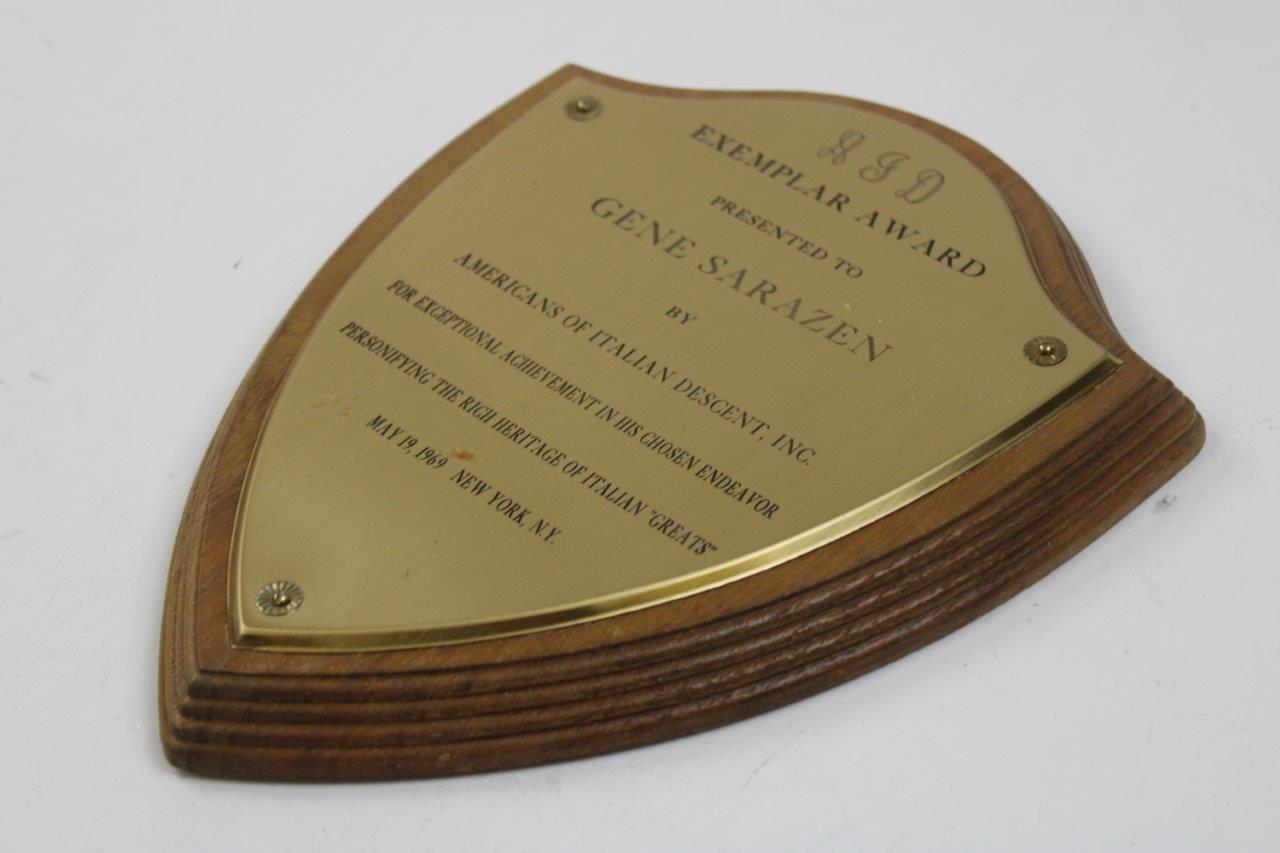 AID
EXEMPLAR AWARD
PRESENTED TO
GENE SARAZEN
BY
AMERICANS OF ITALIAN DESCENT, INC.
FOR EXCEPTIONAL ACHIEVEMENT IN HIS CHOSEN ENDEAVOR
PERSONIFYING THE RICH HERITAGE OF ITALIAN "GREATS"
MAY 19, 1969 NEW YORK, N.Y.